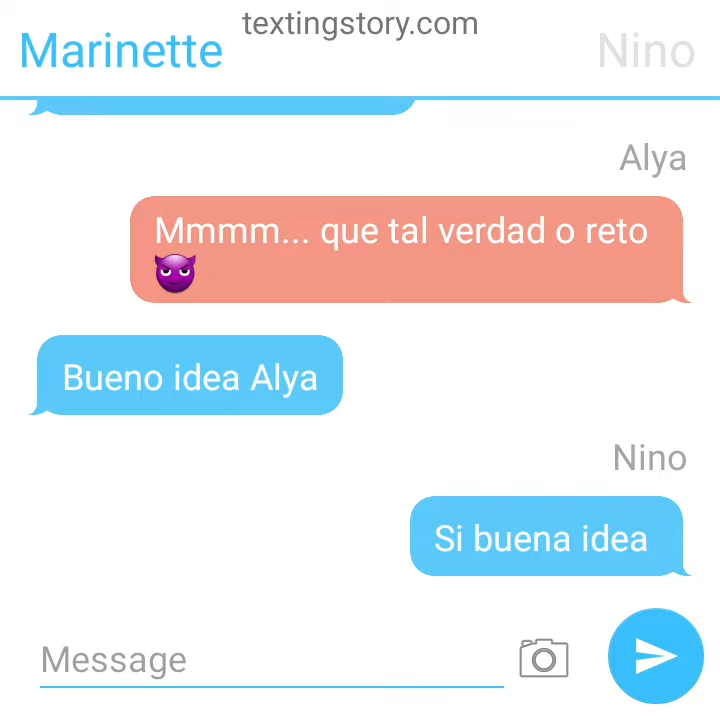 textingstory.com
Marinette
Nino
Alya
Mmmm... que tal verdad o reto
😈
Bueno idea Alya
Nino
Si buena idea
Message